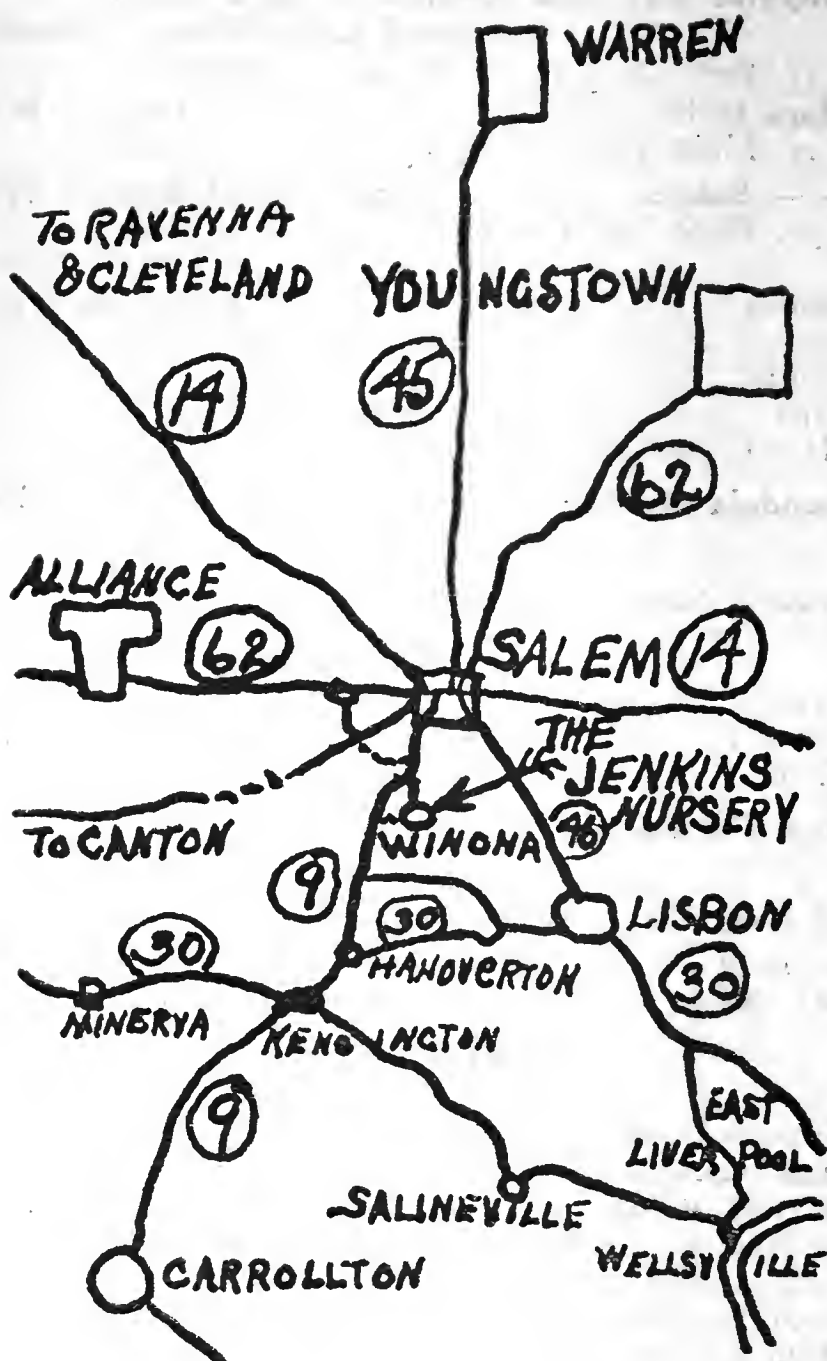 WARREN
To RAVENNA
& CLEVELAND
YOUNGSTOWN
14
45
62
ALLIANCE
62
SALEM
14
THE
JENKINS
NURSERY
To CANTON
WINONA
9
30
LISBON
30
HANOVERTON
30
MINERVA
KENSINGTON
9
EAST
LIVERPOOL
SALINEVILLE
WELLSVILLE
CARROLLTON